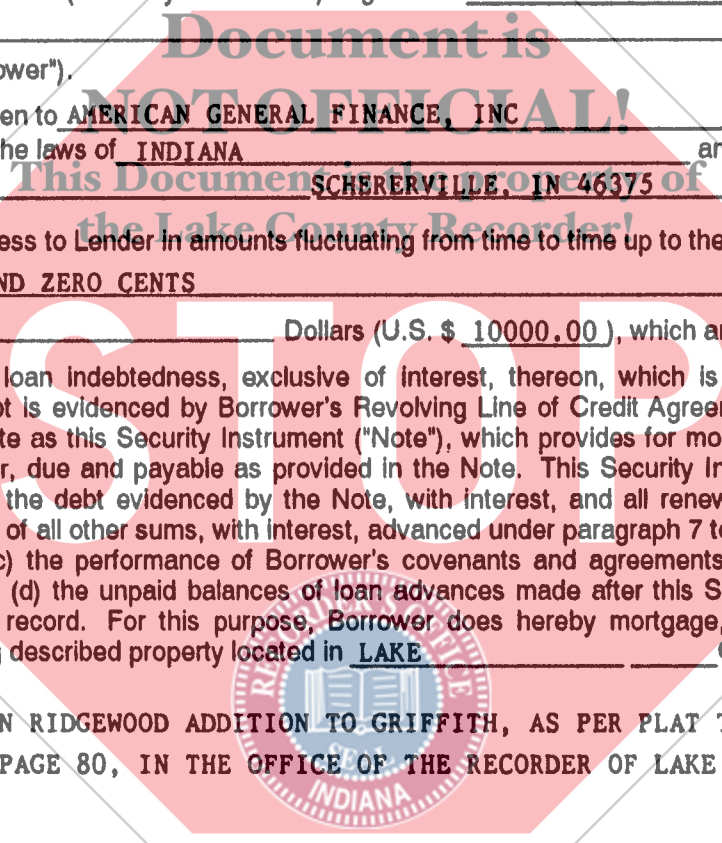 Document is
ower").
NOT OFFICIAL!
en to AMERICAN GENERAL FINANCE, INC
he laws of INDIANA an
This Document is the property of
SCHERERVILLE, IN 46375
the Lake County Recorder!
ess to Lender in amounts fluctuating from time to time up to the
ND ZERO CENTS
STOP
Dollars (U.S. $ 10000.00 ), which ar
loan indebtedness, exclusive of interest, thereon, which is
ot is evidenced by Borrower's Revolving Line of Credit Agreen
te as this Security Instrument ("Note"), which provides for mo
r, due and payable as provided in the Note. This Security In
the debt evidenced by the Note, with interest, and all renew
of all other sums, with interest, advanced under paragraph 7 to
c) the performance of Borrower's covenants and agreements
(d) the unpaid balances of loan advances made after this S
record. For this purpose, Borrower does hereby mortgage,
described property located in LAKE
RECORDER'S OFFICE
N RIDGEWOOD ADDITION TO GRIFFITH, AS PER PLAT T
SEAL
PAGE 80, IN THE OFFICE OF THE RECORDER OF LAKE
INDIANA